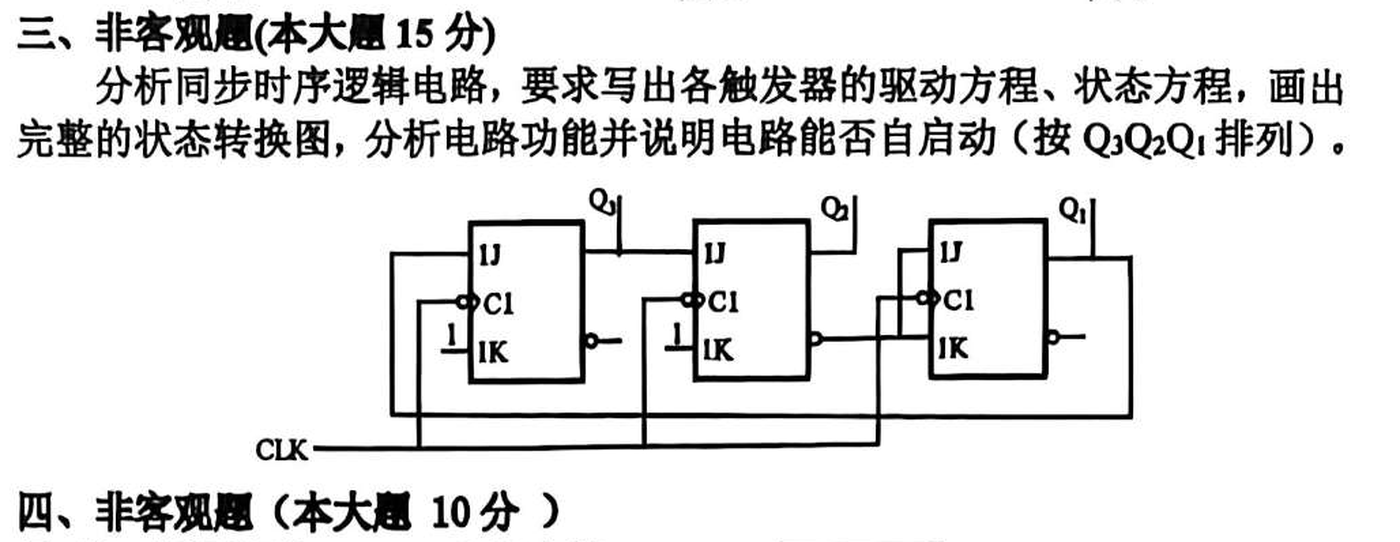 三、非客观题(本大题 15 分)
分析同步时序逻辑电路，要求写出各触发器的驱动方程、状态方程，画出
完整的状态转换图，分析电路功能并说明电路能否自启动（按 Q₃Q₂Q₁ 排列）。
Q₃ Q₂ Q₁
1J 1J 1J
C1 C1 C1
1 1K 1 1K 1K
CLK
四、非客观题（本大题 10 分 ）